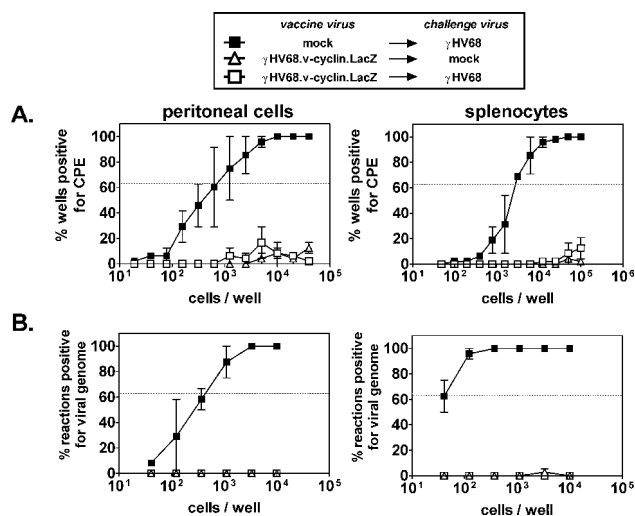 vaccine virus challenge virus
mock γHV68
γHV68.v-cyclin.LacZ mock
γHV68.v-cyclin.LacZ γHV68
A.
peritoneal cells
% wells positive for CPE
100
80
60
40
20
0
10¹ 10² 10³ 10⁴ 10⁵
cells / well
splenocytes
% wells positive for CPE
100
80
60
40
20
0
10¹ 10² 10³ 10⁴ 10⁵
cells / well
B.
% reactions positive for viral genome
100
80
60
40
20
0
10¹ 10² 10³ 10⁴ 10⁵
cells / well
% reactions positive for viral genome
100
80
60
40
20
0
10¹ 10² 10³ 10⁴ 10⁵
cells / well